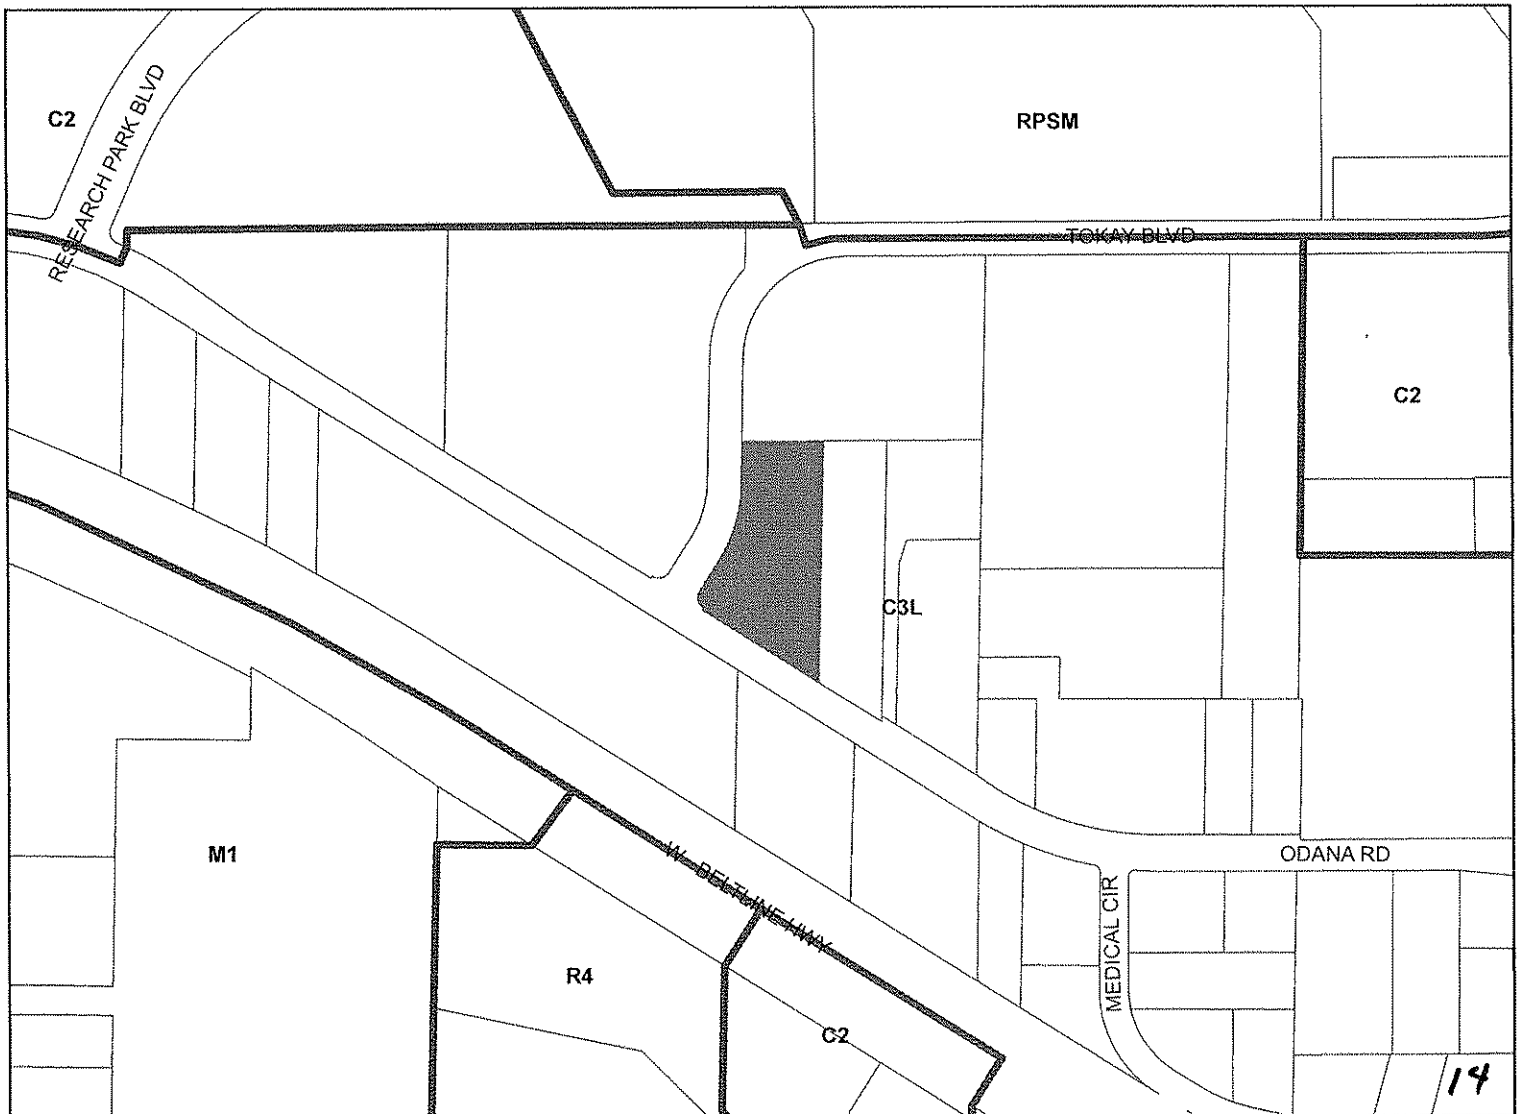 C2
RESEARCH PARK BLVD
RPSM
TOKAY BLVD
C2
C3L
M1
W BELTLINE HWY
ODANA RD
MEDICAL CIR
R4
C2
14